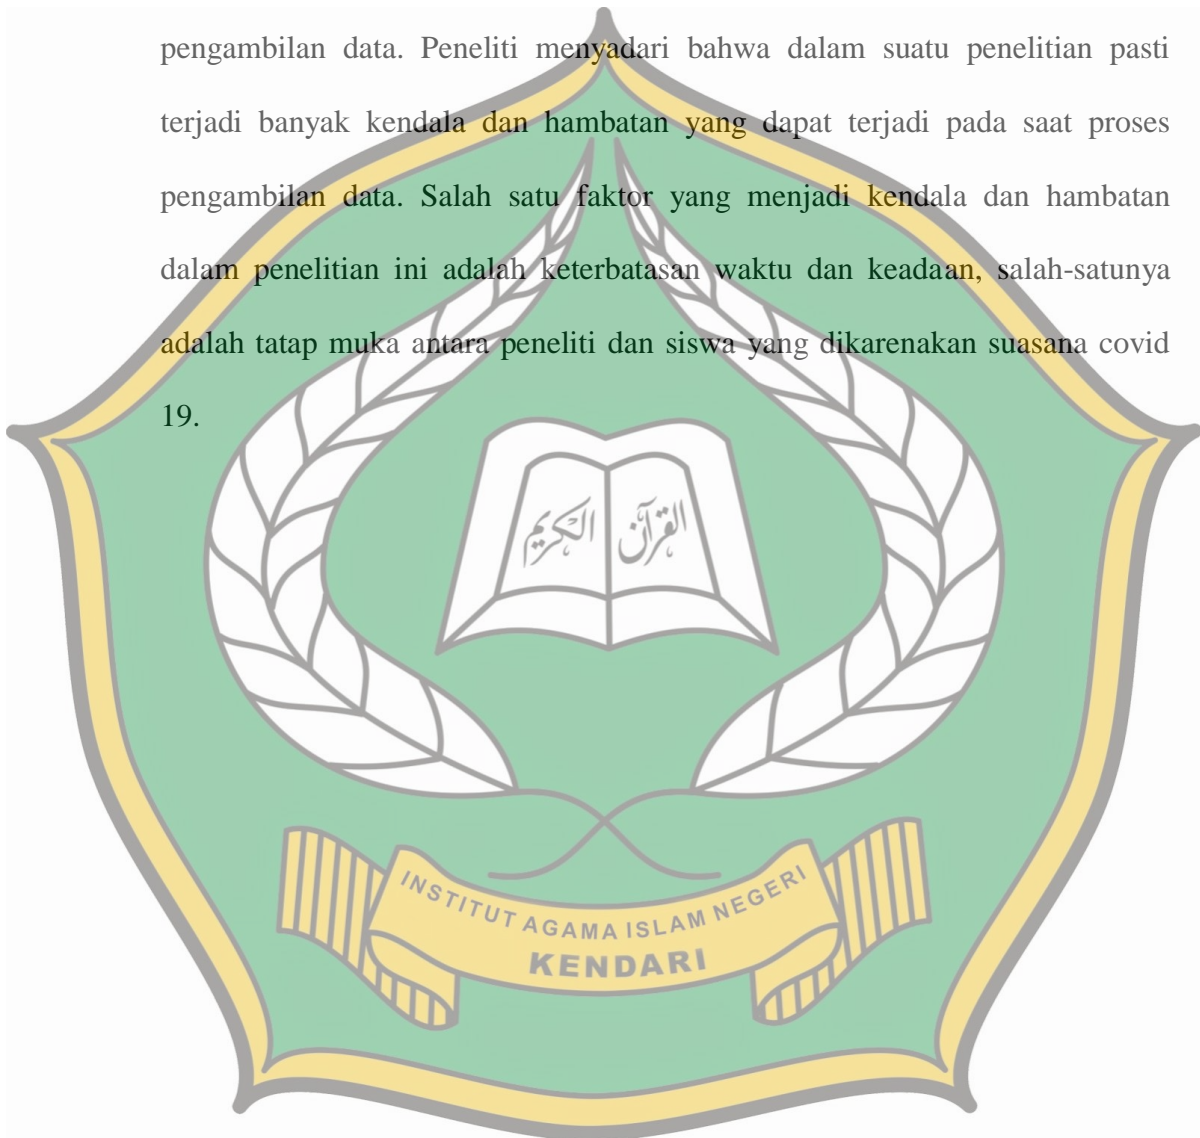 pengambilan data. Peneliti menyadari bahwa dalam suatu penelitian pasti
terjadi banyak kendala dan hambatan yang dapat terjadi pada saat proses
pengambilan data. Salah satu faktor yang menjadi kendala dan hambatan
dalam penelitian ini adalah keterbatasan waktu dan keadaan, salah-satunya
adalah tatap muka antara peneliti dan siswa yang dikarenakan suasana covid
19.
القرآن الكريم
INSTITUT AGAMA ISLAM NEGERI
KENDARI